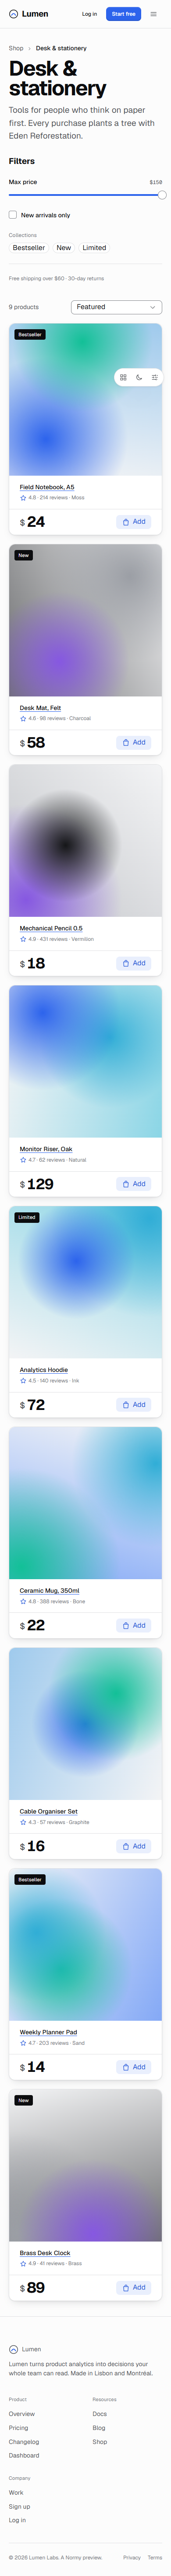 Lumen
Log in
Start free
Shop > Desk & stationery
Desk &
stationery
Tools for people who think on paper
first. Every purchase plants a tree with
Eden Reforestation.
Filters
Max price
$150
New arrivals only
Collections
Bestseller
New
Limited
Free shipping over $60 · 30-day returns
9 products
Featured
Bestseller
Field Notebook, A5
4.8 · 214 reviews · Moss
$ 24
Add
New
Desk Mat, Felt
4.6 · 98 reviews · Charcoal
$ 58
Add
Mechanical Pencil 0.5
4.9 · 431 reviews · Vermilion
$ 18
Add
Monitor Riser, Oak
4.7 · 62 reviews · Natural
$ 129
Add
Limited
Analytics Hoodie
4.5 · 140 reviews · Ink
$ 72
Add
Ceramic Mug, 350ml
4.8 · 388 reviews · Bone
$ 22
Add
Cable Organiser Set
4.3 · 57 reviews · Graphite
$ 16
Add
Bestseller
Weekly Planner Pad
4.7 · 203 reviews · Sand
$ 14
Add
New
Brass Desk Clock
4.9 · 41 reviews · Brass
$ 89
Add
Lumen
Lumen turns product analytics into decisions your
whole team can read. Made in Lisbon and Montréal.
Product
Overview
Pricing
Changelog
Dashboard
Resources
Docs
Blog
Shop
Company
Work
Sign up
Log in
© 2026 Lumen Labs. A Normy preview.
Privacy
Terms